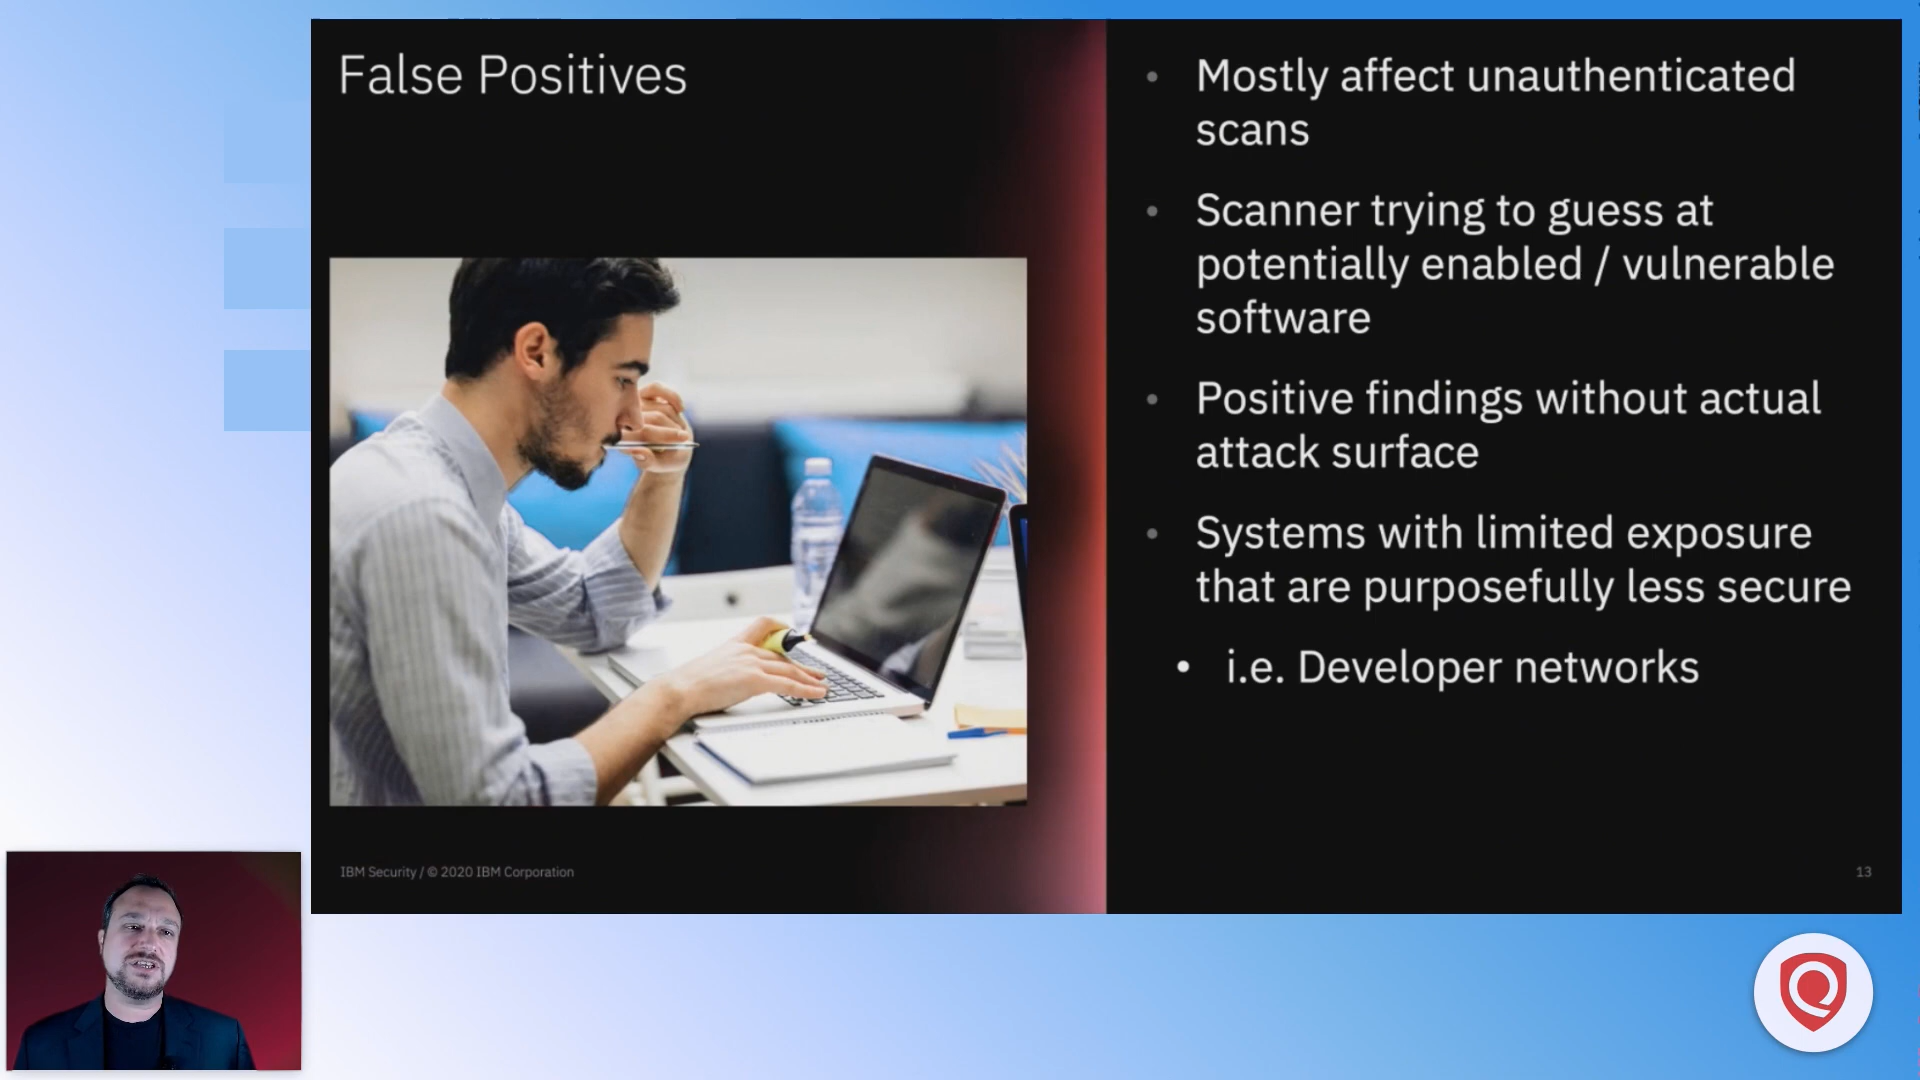 False Positives
• Mostly affect unauthenticated
scans
• Scanner trying to guess at
potentially enabled / vulnerable
software
• Positive findings without actual
attack surface
• Systems with limited exposure
that are purposefully less secure
• i.e. Developer networks
IBM Security / © 2020 IBM Corporation
13